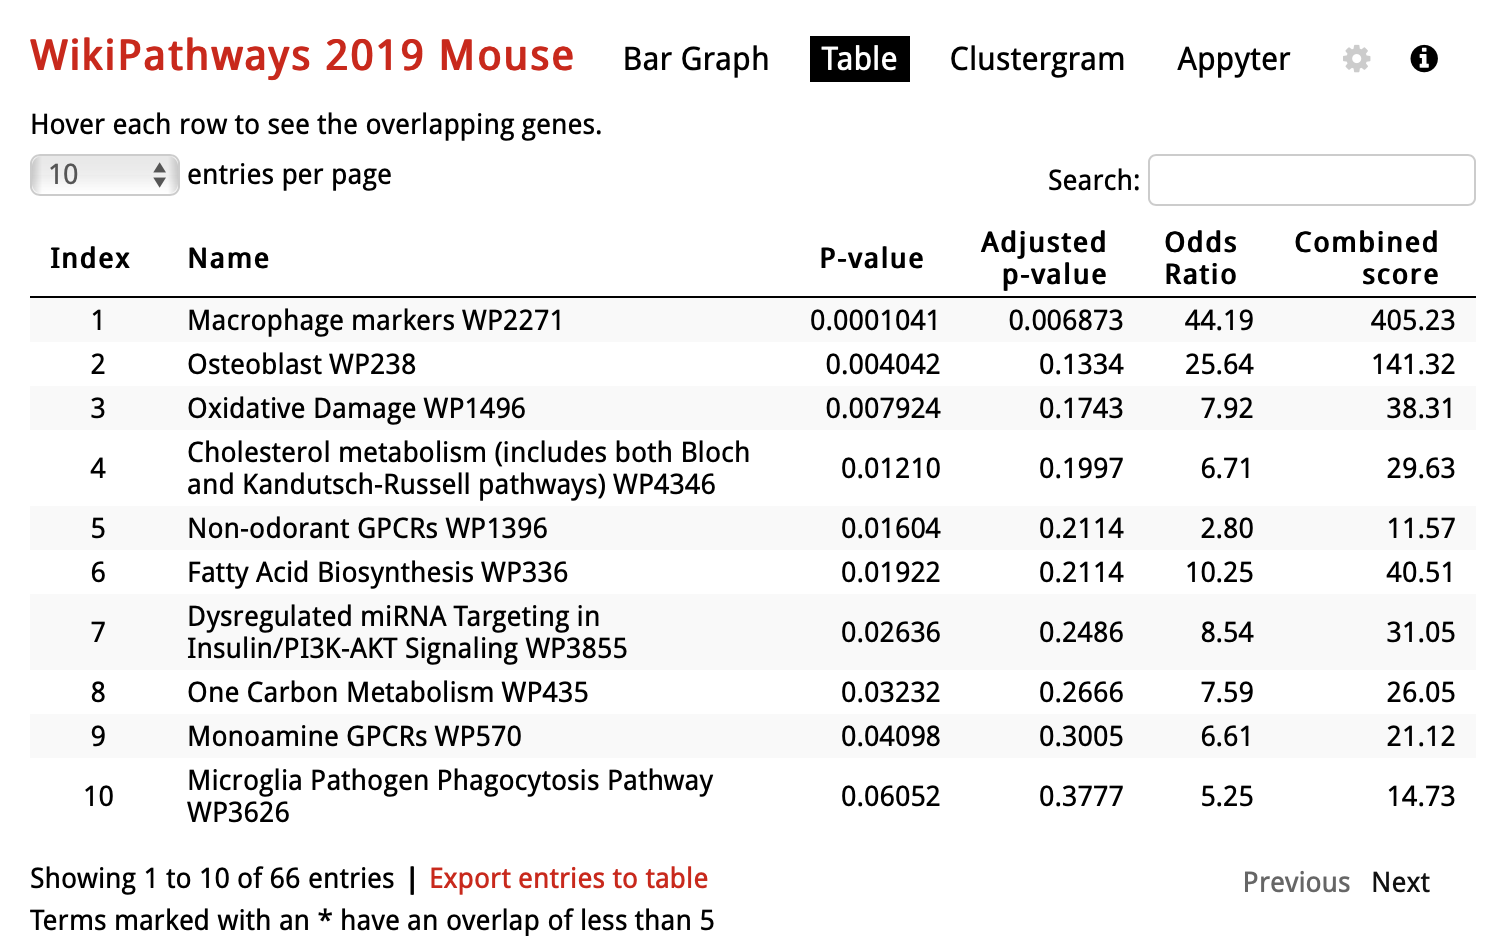 WikiPathways 2019 Mouse Bar Graph Table Clustergram Appyter
Hover each row to see the overlapping genes.
10 entries per page Search:
Index Name P-value Adjusted p-value Odds Ratio Combined score
1 Macrophage markers WP2271 0.0001041 0.006873 44.19 405.23
2 Osteoblast WP238 0.004042 0.1334 25.64 141.32
3 Oxidative Damage WP1496 0.007924 0.1743 7.92 38.31
4 Cholesterol metabolism (includes both Bloch
and Kandutsch-Russell pathways) WP4346 0.01210 0.1997 6.71 29.63
5 Non-odorant GPCRs WP1396 0.01604 0.2114 2.80 11.57
6 Fatty Acid Biosynthesis WP336 0.01922 0.2114 10.25 40.51
7 Dysregulated miRNA Targeting in
Insulin/PI3K-AKT Signaling WP3855 0.02636 0.2486 8.54 31.05
8 One Carbon Metabolism WP435 0.03232 0.2666 7.59 26.05
9 Monoamine GPCRs WP570 0.04098 0.3005 6.61 21.12
10 Microglia Pathogen Phagocytosis Pathway
WP3626 0.06052 0.3777 5.25 14.73
Showing 1 to 10 of 66 entries | Export entries to table Previous Next
Terms marked with an * have an overlap of less than 5